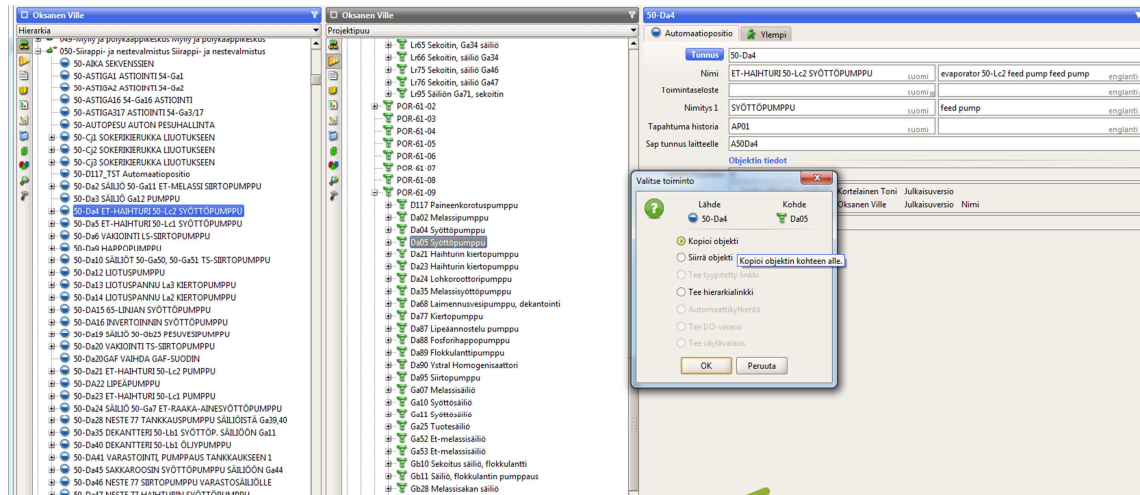 Oksanen Ville
Hierarkia
049-Mylly ja pölykaappikeskus Mylly ja pölykaappikeskus
050-Siirappi- ja nestevalmistus Siirappi- ja nestevalmistus
50-AIKA SEKVENSSIEN
50-ASTIGA1 ASTIOINTI 54-Ga1
50-ASTIGA2 ASTIOINTI 54-Ga2
50-ASTIGA16 54-Ga16 ASTIOINTI
50-ASTIGA317 ASTIOINTI 54-Ga3/17
50-AUTOPESU AUTON PESUHALLINTA
50-Cj1 SOKERIKIERUKKA LIUOTUKSEEN
50-Cj2 SOKERIKIERUKKA LIUOTUKSEEN
50-Cj3 SOKERIKIERUKKA LIUOTUKSEEN
50-D117_TST Automaatiopositio
50-Da2 SÄILIÖ 50-Ga11 ET-MELASSI SIIRTOPUMPPU
50-Da3 SÄILIÖ Ga12 PUMPPU
50-Da4 ET-HAIHTURI 50-Lc2 SYÖTTÖPUMPPU
50-Da5 ET-HAIHTURI 50-Lc1 SYÖTTÖPUMPPU
50-Da6 VAKIOINTI LS-SIIRTOPUMPPU
50-Da9 HAPPOPUMPPU
50-Da10 SÄILIÖ 50-Ga50, 50-Ga51 TS-SIIRTOPUMPPU
50-Da12 LIOTUSPUMPPU
50-Da13 LIOTUSPANNU La3 KIERTOPUMPPU
50-Da14 LIOTUSPANNU La2 KIERTOPUMPPU
50-DA15 65-LINJAN SYÖTTÖPUMPPU
50-DA16 INVERTOINNIN SYÖTTÖPUMPPU
50-Da19 SÄILIÖ 50-Gb25 PESUVESIPUMPPU
50-Da20 VAKIOINTI TS-SIIRTOPUMPPU
50-Da20GAF VAIHDA GAF-SUODIN
50-Da21 ET-HAIHTURI 50-Lc2 PUMPPU
50-DA22 LIPEÄPUMPPU
50-Da23 ET-HAIHTURI 50-Lc1 PUMPPU
50-Da24 SÄILIÖ 50-Ga7 ET-RAAKA-AINESYÖTTÖPUMPPU
50-Da28 NESTE 77 TANKKAUSPUMPPU SÄILIÖISTÄ Ga39,40
50-Da35 DEKANTTERI 50-Lb1 SYÖTTÖP. SÄILIÖÖN Ga11
50-Da40 DEKANTTERI 50-Lb1 ÖLJYPUMPPU
50-DA41 VARASTOINTI, PUMPPAUS TANKKAUKSEEN 1
50-Da45 SAKKAROOSIN SYÖTTÖPUMPPU SÄILIÖÖN Ga44
50-Da46 NESTE 77 SIIRTOPUMPPU VARASTOSÄILIÖLLE
50-Da47 NESTE 77 HAIHTURIN SYÖTTÖPUMPPU
Oksanen Ville
Projektipuu
Lr65 Sekoitin, Ga34 säiliö
Lr66 Sekoitin, säiliö Ga34
Lr75 Sekoitin, säiliö Ga46
Lr76 Sekoitin, säiliö Ga47
Lr95 Säiliön Ga71, sekoitin
POR-61-02
POR-61-03
POR-61-04
POR-61-05
POR-61-06
POR-61-07
POR-61-08
POR-61-09
D117 Paineenkorotuspumppu
Da02 Melassipumppu
Da04 Syöttöpumppu
Da05 Syöttöpumppu
Da21 Haihturin kiertopumppu
Da23 Haihturin kiertopumppu
Da24 Lohkoroottoripumppu
Da35 Melassisyöttöpumppu
Da68 Laimennusvesipumppu, dekantointi
Da77 Kiertopumppu
Da87 Lipeäannostelu pumppu
Da88 Fosforihappopumppu
Da89 Flokkulanttipumppu
Da90 Ystral Homogenisaattori
Da95 Siirtopumppu
Ga07 Melassisäiliö
Ga10 Syöttösäiliö
Ga11 Syöttösäiliö
Ga25 Tuotesäiliö
Ga52 Et-melassisäiliö
Ga53 Et-melassisäiliö
Gb10 Sekoitus säiliö, flokkulantti
Gb11 Säiliö, flokkulantin pumppaus
Gb28 Melassisakan säiliö
50-Da4
Automaatiopositio Ylempi
Tunnus 50-Da4
Nimi ET-HAIHTURI 50-Lc2 SYÖTTÖPUMPPU suomi evaporator 50-Lc2 feed pump feed pump englanti
Toimintaseloste suomi englanti
Nimitys 1 SYÖTTÖPUMPPU suomi feed pump englanti
Tapahtuma historia AP01 suomi englanti
Sap tunnus laitteelle A50Da4
Objektin tiedot
Kortelainen Toni Julkaisuversio
Oksanen Ville Julkaisuversio Nimi
Valitse toiminto
Lähde Kohde
50-Da4 Da05
Kopioi objekti
Siirrä objekti
Kopioi objektin kohteen alle.
Tee tyypitetty linkki
Tee hierarkialinkki
Automaattikytkentä
Tee I/O-varaus
Tee väylävaraus
OK Peruuta